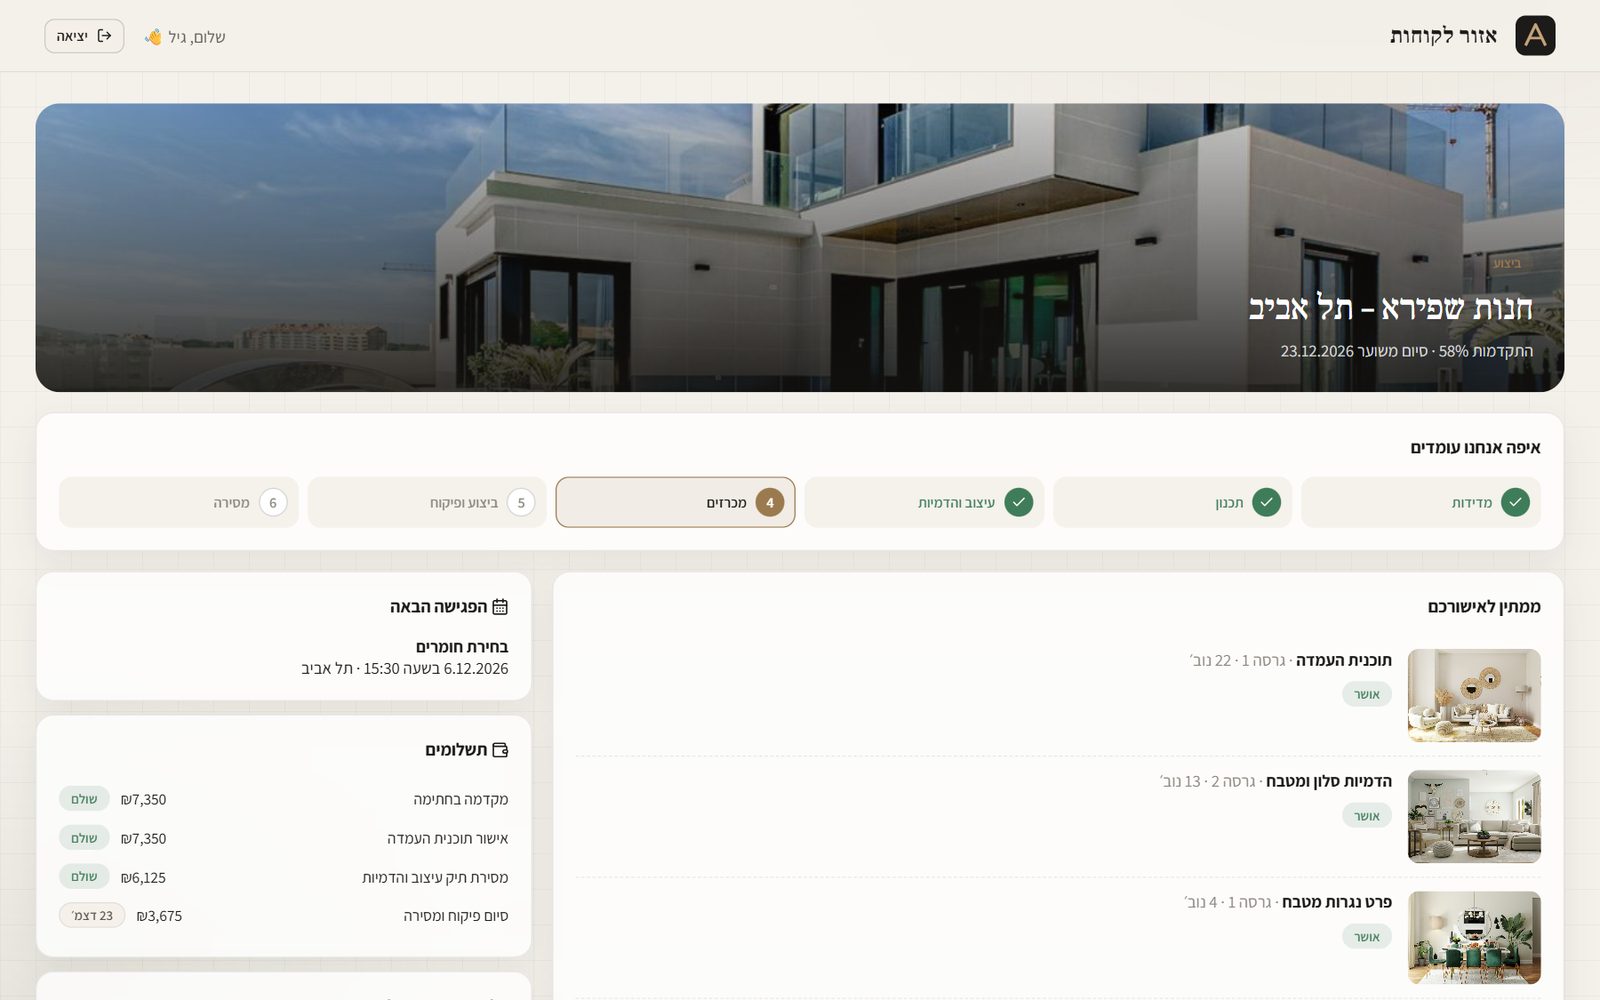 A אזור לקוחות
שלום, גיל 👋
יציאה
ביצוע
חנות שפירא – תל אביב
התקדמות 58% · סיום משוער 23.12.2026
איפה אנחנו עומדים
מדידות
תכנון
עיצוב והדמיות
4 מכרזים
5 ביצוע ופיקוח
6 מסירה
ממתין לאישורכם
תוכנית העמדה · גרסה 1 · 22 נוב׳
אושר
הדמיות סלון ומטבח · גרסה 2 · 13 נוב׳
אושר
פרט נגרות מטבח · גרסה 1 · 4 נוב׳
אושר
הפגישה הבאה
בחירת חומרים
6.12.2026 בשעה 15:30 · תל אביב
תשלומים
מקדמה בחתימה ₪7,350 שולם
אישור תוכנית העמדה ₪7,350 שולם
מסירת תיק עיצוב והדמיות ₪6,125 שולם
סיום פיקוח ומסירה ₪3,675 23 דצמ׳